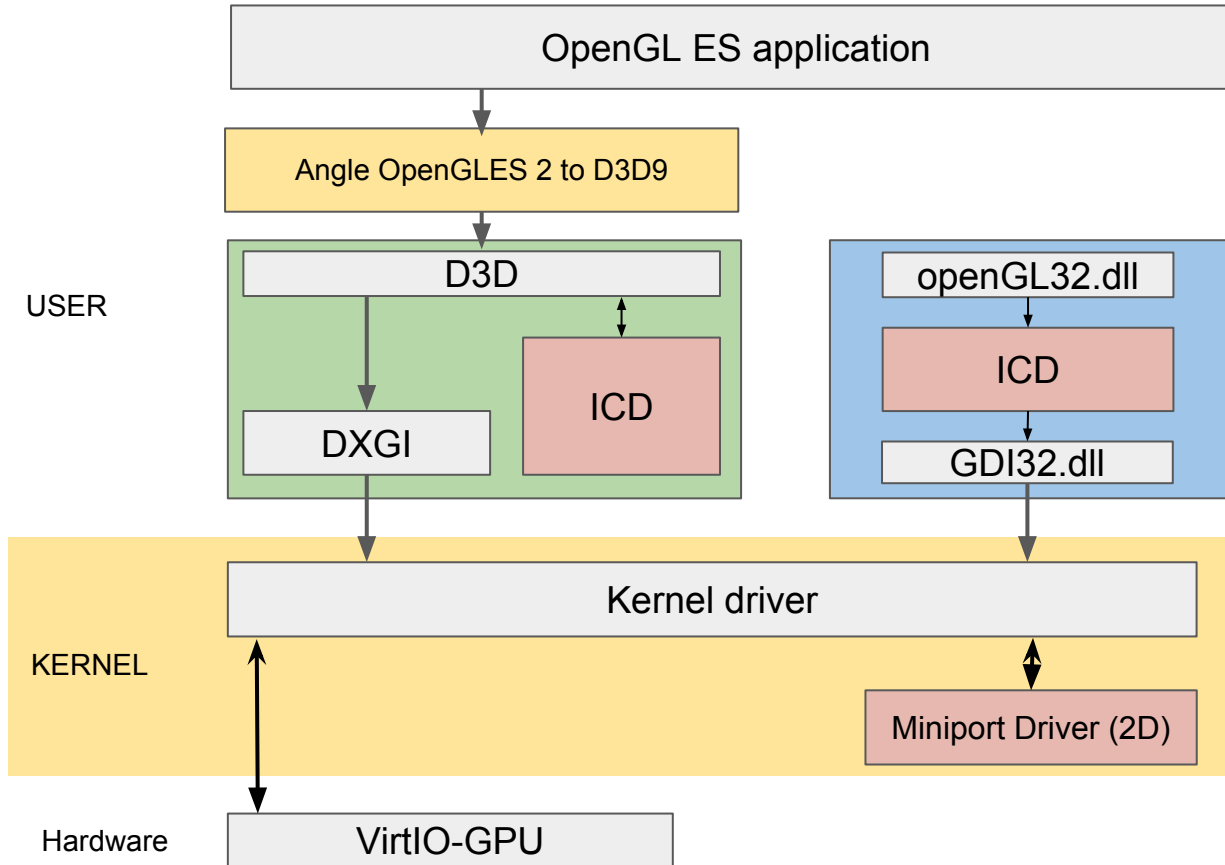 OpenGL ES application
Angle OpenGLES 2 to D3D9
USER
D3D
ICD
DXGI
openGL32.dll
ICD
GDI32.dll
KERNEL
Kernel driver
Miniport Driver (2D)
Hardware
VirtIO-GPU